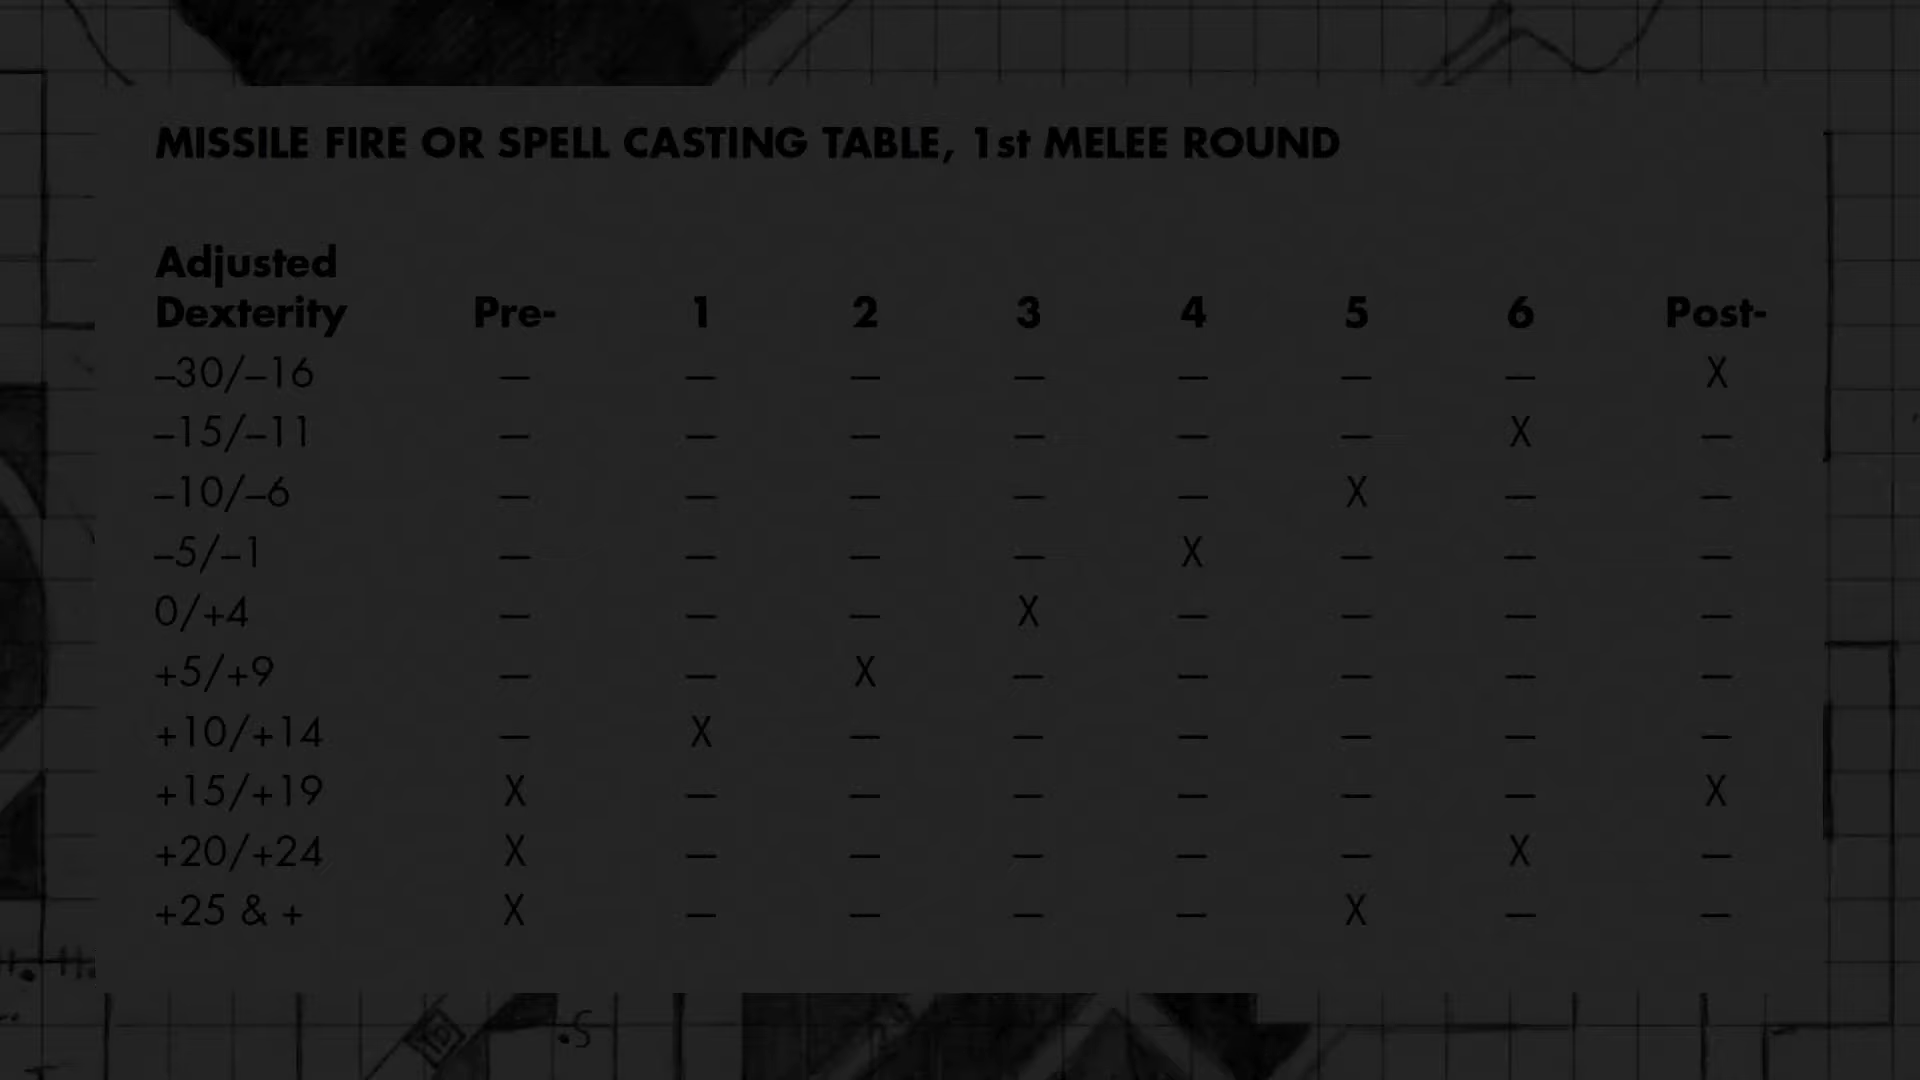 MISSILE FIRE OR SPELL CASTING TABLE, 1st MELEE ROUND
Adjusted
Dexterity Pre- 1 2 3 4 5 6 Post-
–30/–16 — — — — — — — X
–15/–11 — — — — — — X —
–10/–6 — — — — — X — —
–5/–1 — — — — X — — —
0/+4 — — — X — — — —
+5/+9 — — X — — — — —
+10/+14 — X — — — — — —
+15/+19 X — — — — — — X
+20/+24 X — — — — — X —
+25 & + X — — — — X — —
.S